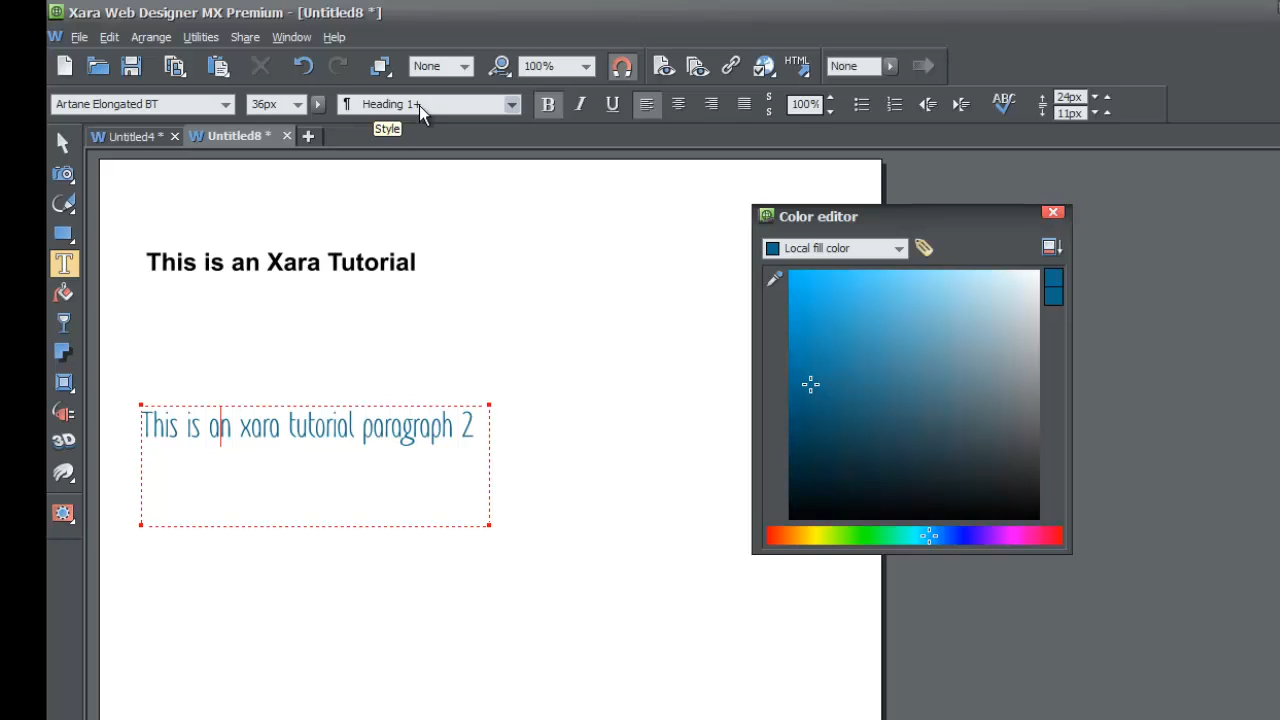 Xara Web Designer MX Premium - [Untitled8 *]
File Edit Arrange Utilities Share Window Help
None 100% HTML None
Artane Elongated BT 36px ¶ Heading 1+ B I U S S 100% ABC 24px
11px
Style
Untitled4 * Untitled8 *
This is an Xara Tutorial
This is an xara tutorial paragraph 2
T
3D
Color editor
Local fill color